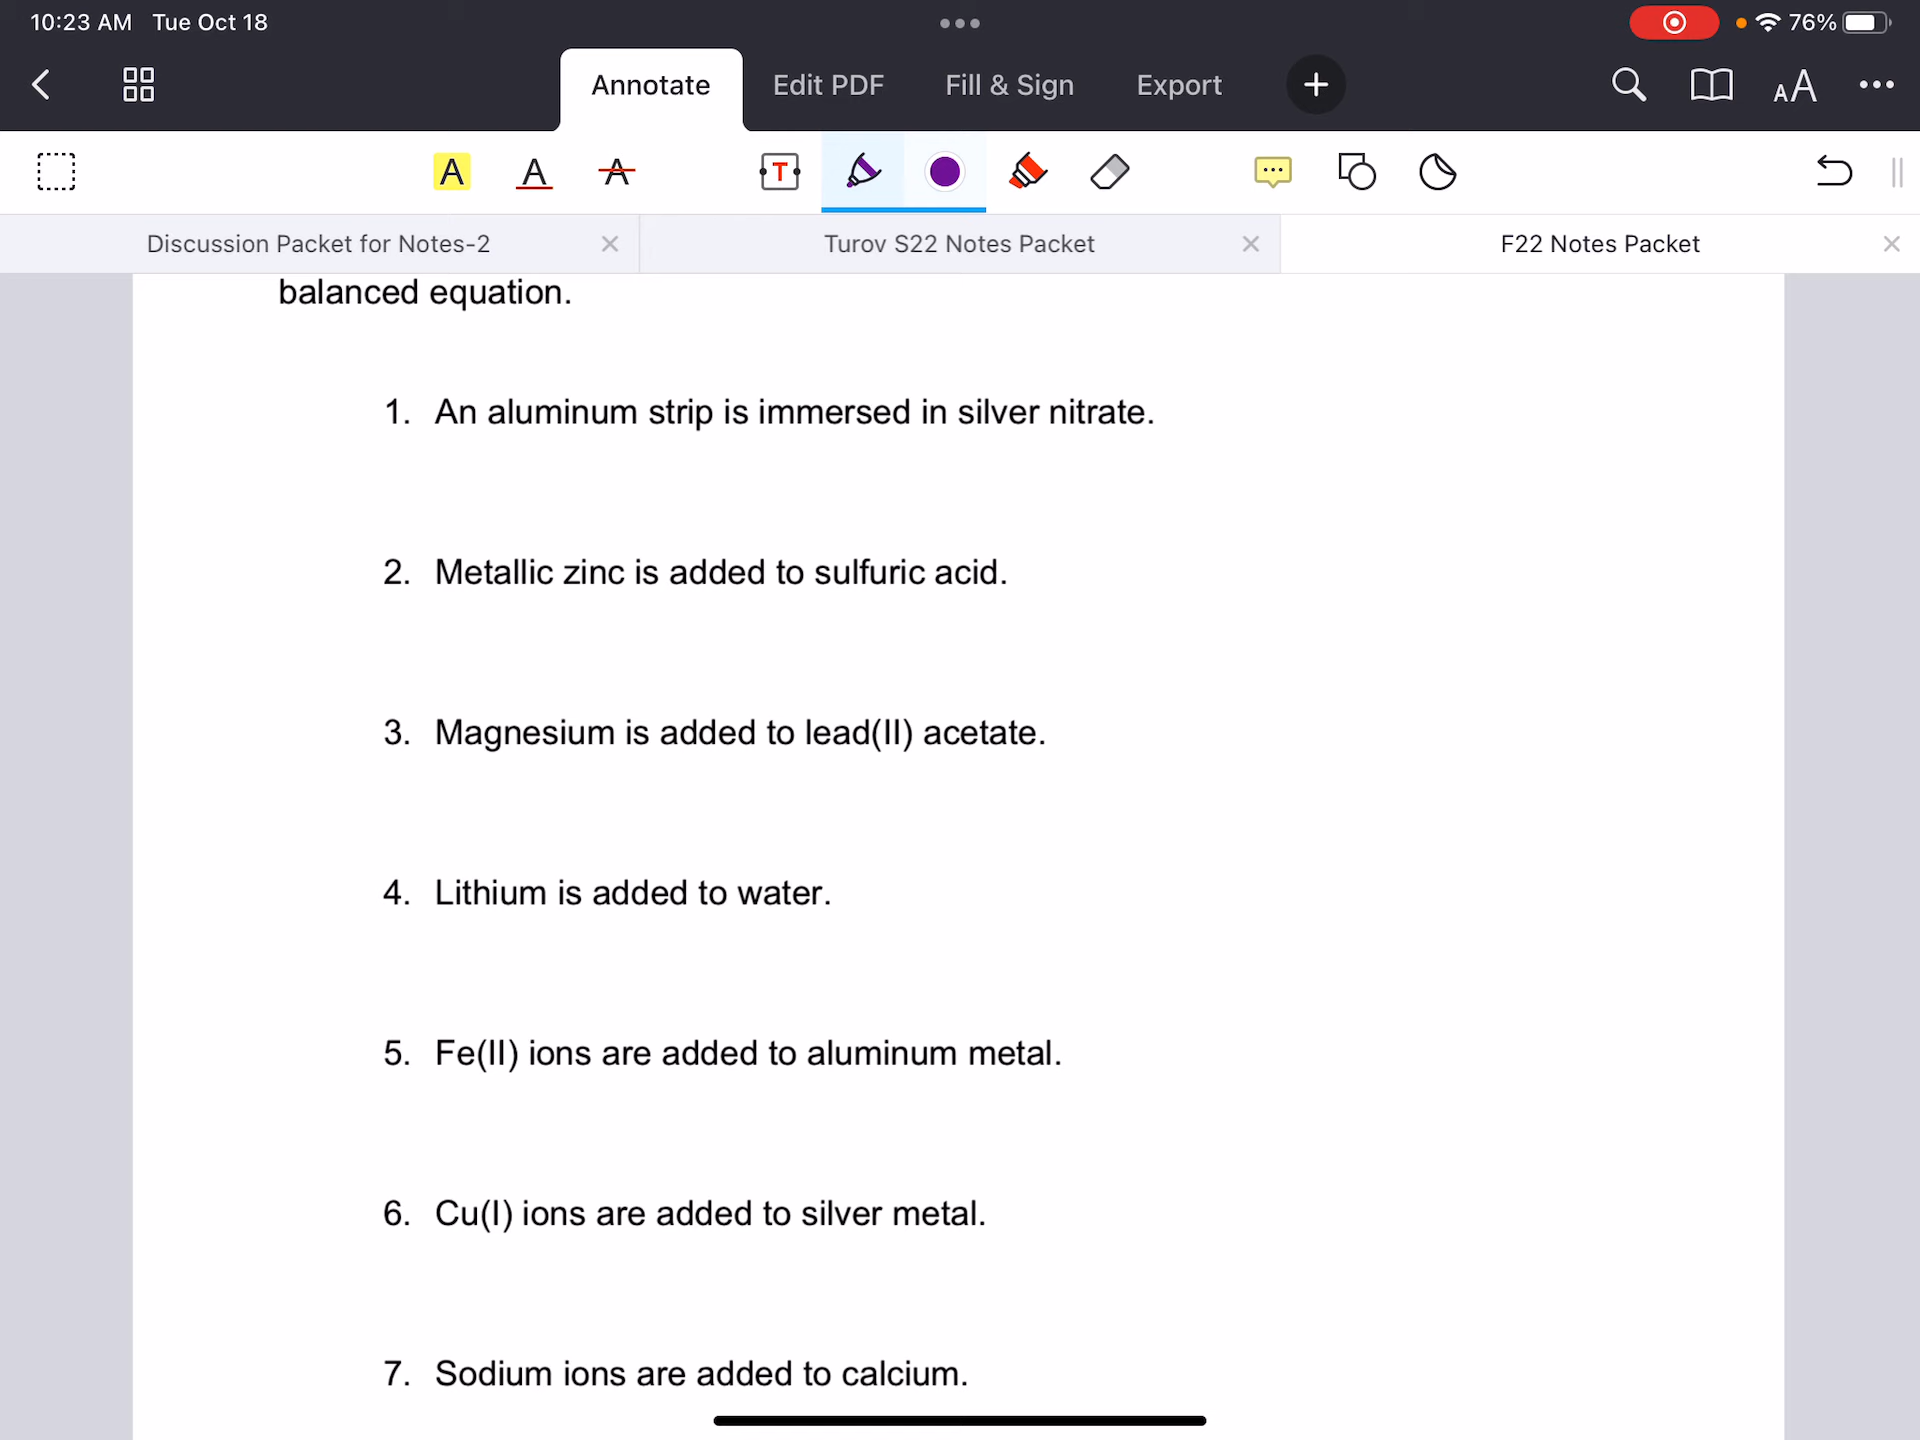 10:23 AM Tue Oct 18
76%
Annotate Edit PDF Fill & Sign Export
AA
A A A T
Discussion Packet for Notes-2 Turov S22 Notes Packet F22 Notes Packet
balanced equation.
1. An aluminum strip is immersed in silver nitrate.
2. Metallic zinc is added to sulfuric acid.
3. Magnesium is added to lead(II) acetate.
4. Lithium is added to water.
5. Fe(II) ions are added to aluminum metal.
6. Cu(I) ions are added to silver metal.
7. Sodium ions are added to calcium.